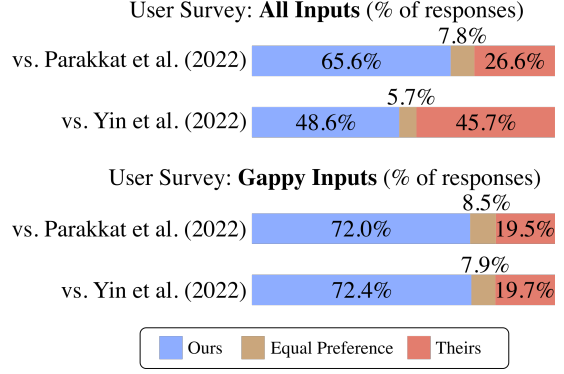 User Survey: All Inputs (% of responses)
7.8%
vs. Parakkat et al. (2022) 65.6% 26.6%
5.7%
vs. Yin et al. (2022) 48.6% 45.7%
User Survey: Gappy Inputs (% of responses)
8.5%
vs. Parakkat et al. (2022) 72.0% 19.5%
7.9%
vs. Yin et al. (2022) 72.4% 19.7%
Ours Equal Preference Theirs